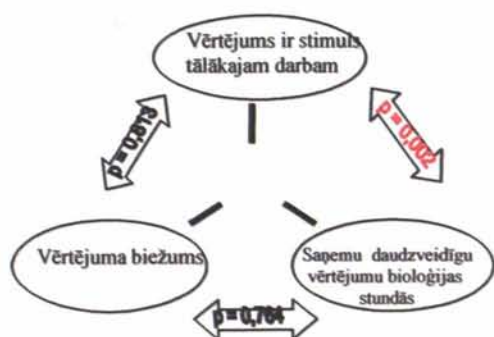 Vērtējums ir stimuls
tālākajam darbam
p = 0,813
p = 0,002
Vērtējuma biežums
Saņemu daudzveidīgu
vērtējumu bioloģijas
stundās
p = 0,764